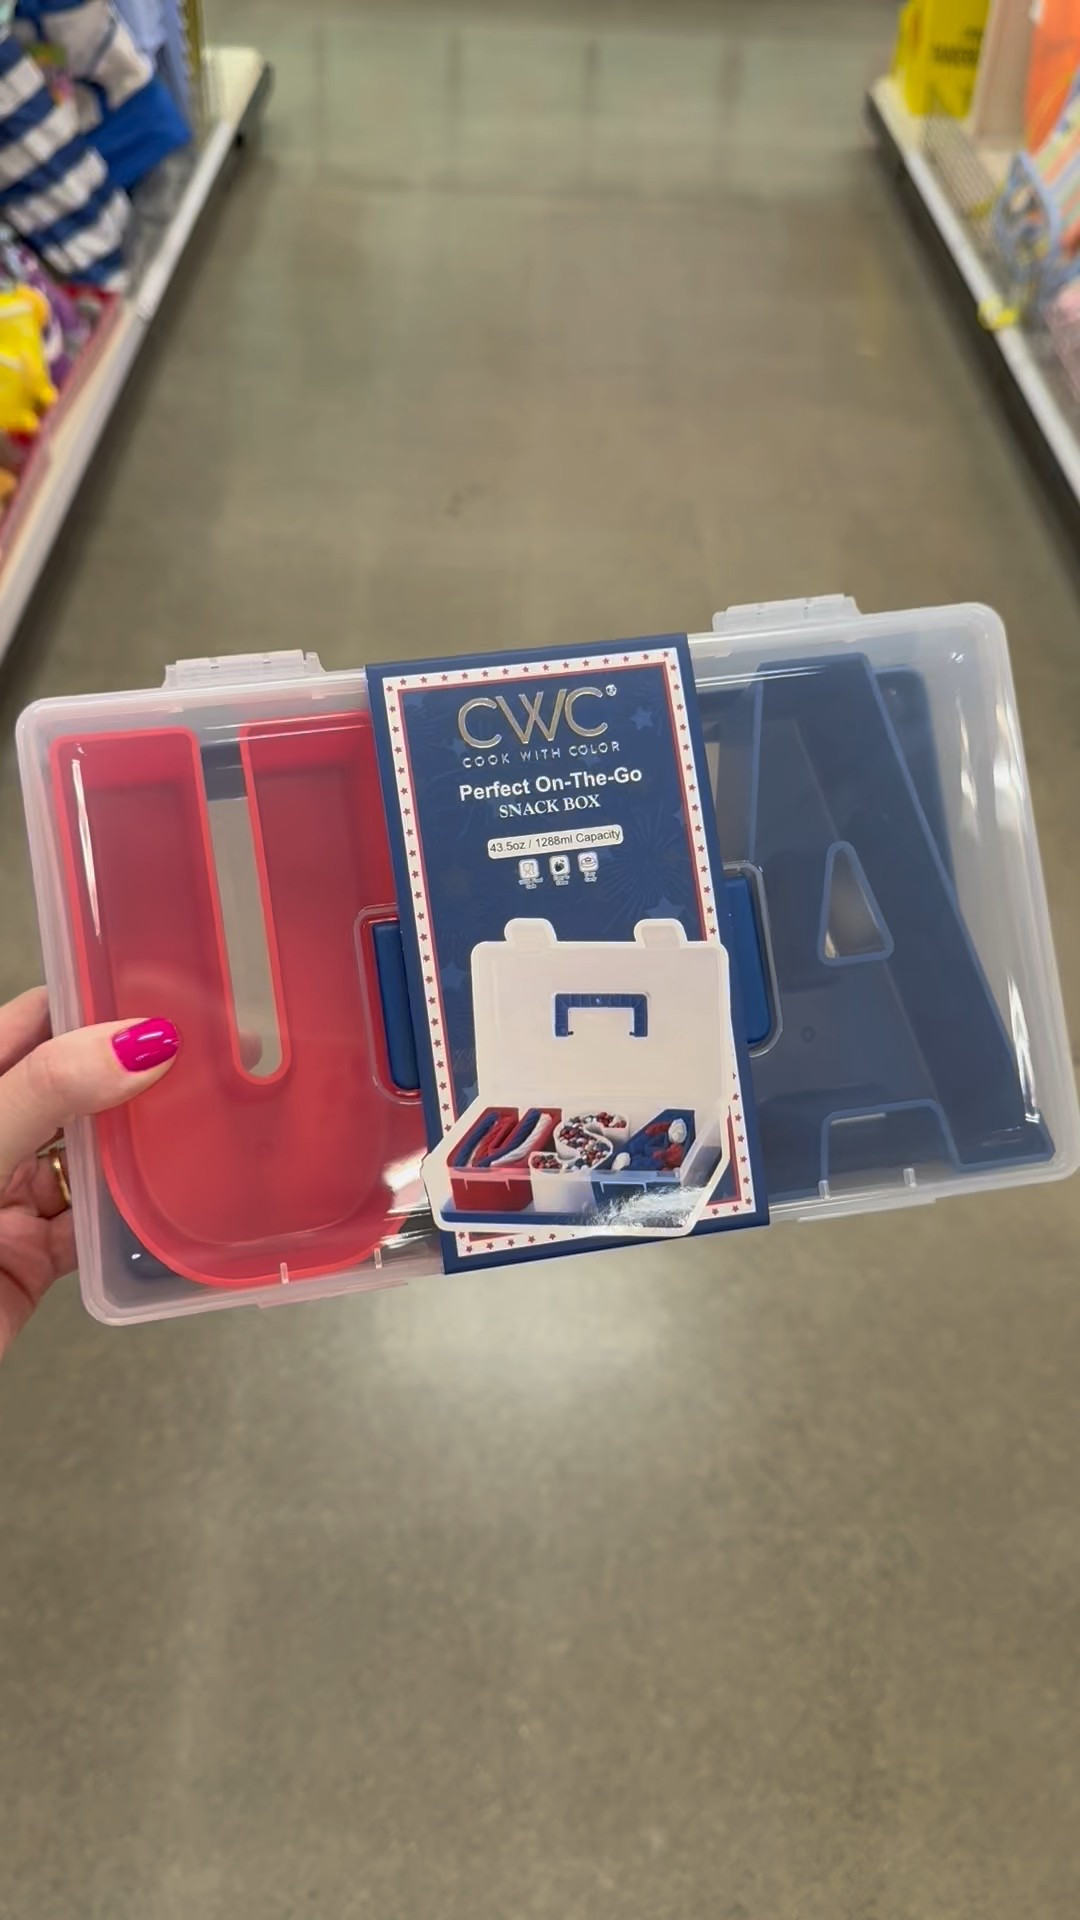 CWC®
COOK WITH COLOR
Perfect On-The-Go
SNACK BOX
43.5oz / 1288ml Capacity
U
A